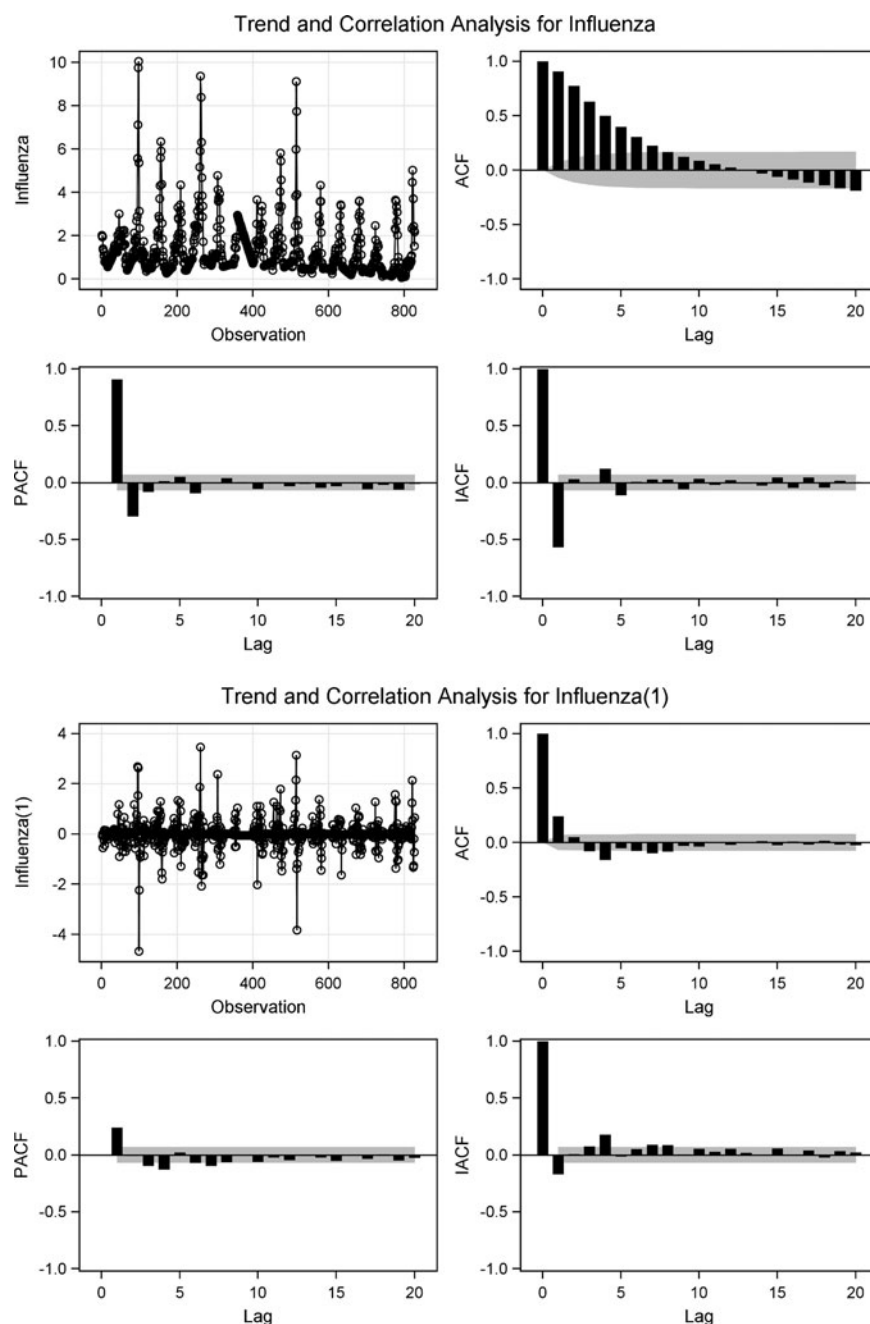 Trend and Correlation Analysis for Influenza
10
8
6
4
2
0
Influenza
0 200 400 600 800
Observation
1.0
0.5
0.0
-0.5
-1.0
ACF
0 5 10 15 20
Lag
1.0
0.5
0.0
-0.5
-1.0
PACF
0 5 10 15 20
Lag
1.0
0.5
0.0
-0.5
-1.0
IACF
0 5 10 15 20
Lag
Trend and Correlation Analysis for Influenza(1)
4
2
0
-2
-4
Influenza(1)
0 200 400 600 800
Observation
1.0
0.5
0.0
-0.5
-1.0
ACF
0 5 10 15 20
Lag
1.0
0.5
0.0
-0.5
-1.0
PACF
0 5 10 15 20
Lag
1.0
0.5
0.0
-0.5
-1.0
IACF
0 5 10 15 20
Lag